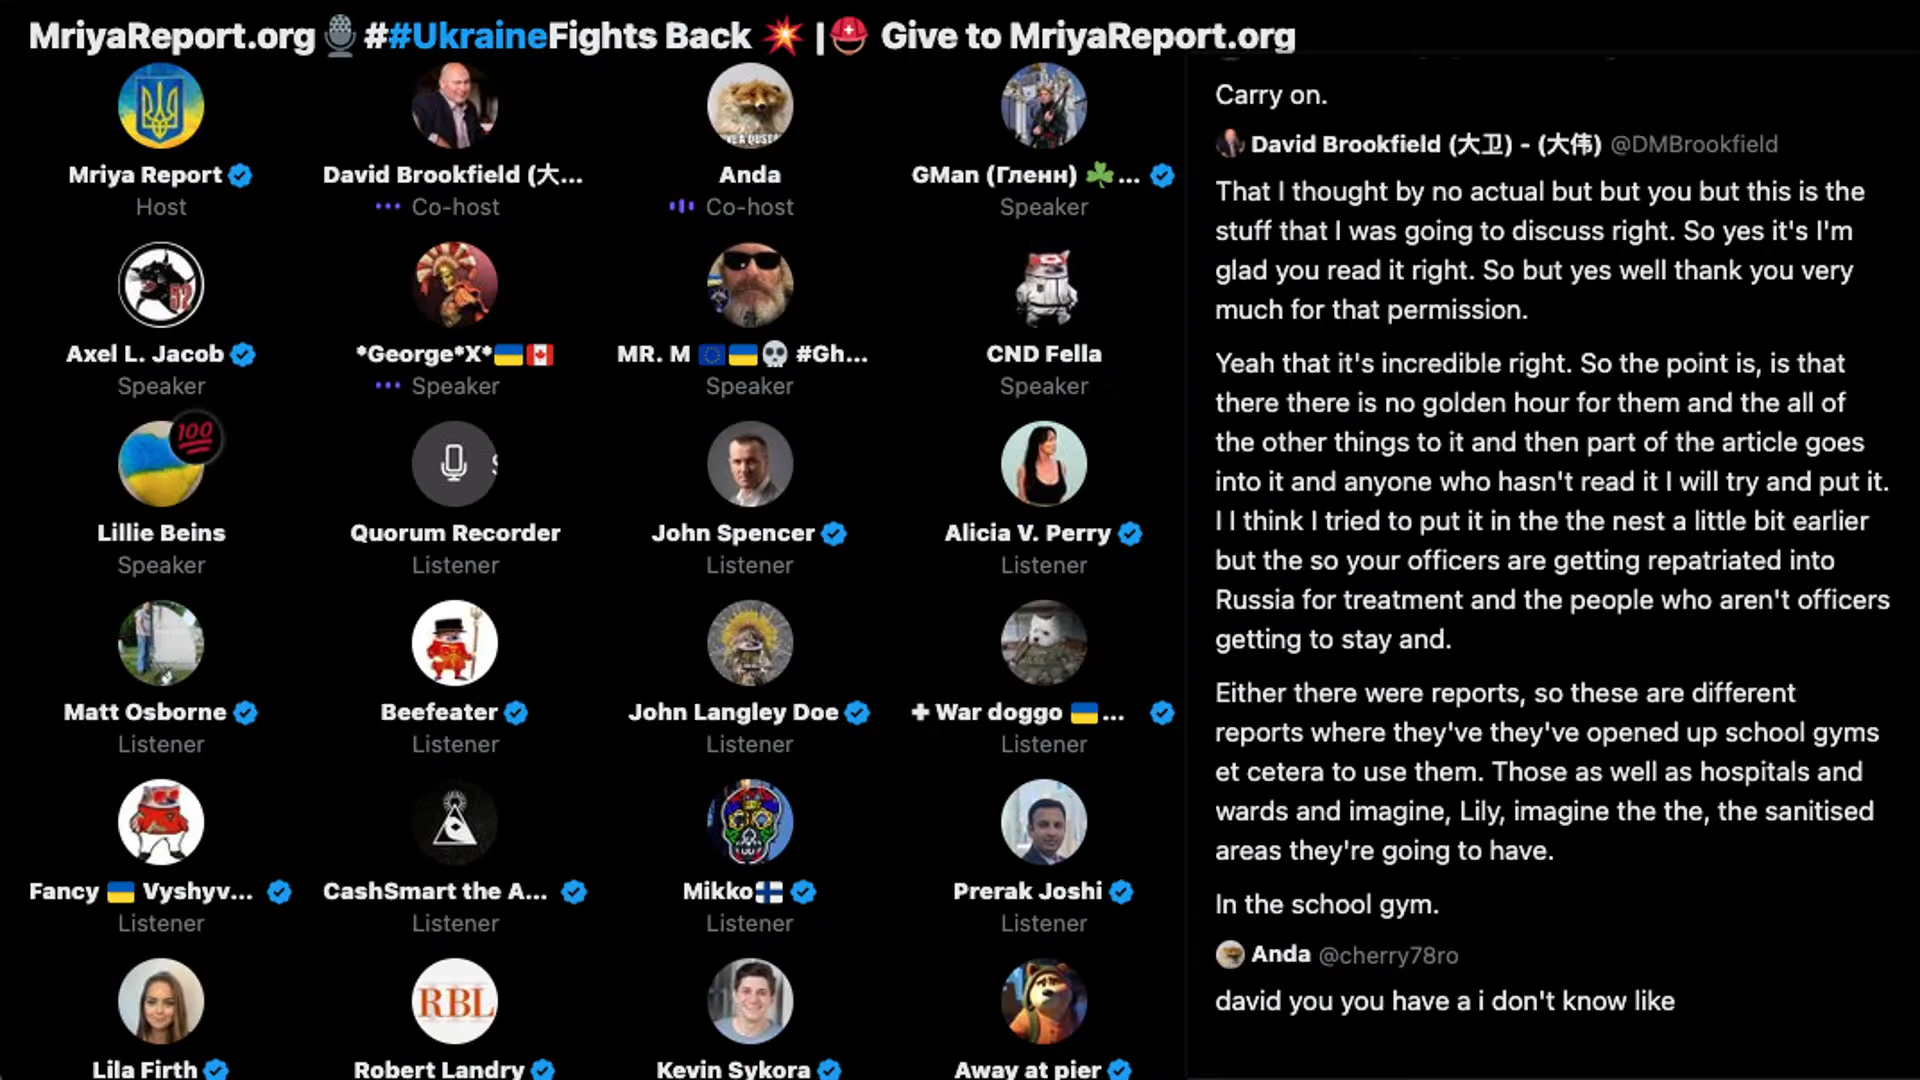 MriyaReport.org🎙️##UkraineFights Back 💥 |⛑️ Give to MriyaReport.org
Mriya Report
Host
David Brookfield (大...
Co-host
Anda
Co-host
GMan (Гленн) ☘️...
Speaker
Axel L. Jacob
Speaker
*George*X*🇺🇦🇨🇦
Speaker
MR. M 🇪🇺🇺🇦💀 #Gh...
Speaker
CND Fella
Speaker
100
Lillie Beins
Speaker
Quorum Recorder
Listener
John Spencer
Listener
Alicia V. Perry
Listener
Matt Osborne
Listener
Beefeater
Listener
John Langley Doe
Listener
✚ War doggo 🇺🇦...
Listener
Fancy 🇺🇦 Vyshyv...
Listener
CashSmart the A...
Listener
Mikko🇫🇮
Listener
Prerak Joshi
Listener
Lila Firth
RBL
Robert Landry
Kevin Sykora
Away at pier
Carry on.
David Brookfield (大卫) - (大伟) @DMBrookfield
That I thought by no actual but but you but this is the
stuff that I was going to discuss right. So yes it's I'm
glad you read it right. So but yes well thank you very
much for that permission.
Yeah that it's incredible right. So the point is, is that
there there is no golden hour for them and the all of
the other things to it and then part of the article goes
into it and anyone who hasn't read it I will try and put it.
I I think I tried to put it in the the nest a little bit earlier
but the so your officers are getting repatriated into
Russia for treatment and the people who aren't officers
getting to stay and.
Either there were reports, so these are different
reports where they've they've opened up school gyms
et cetera to use them. Those as well as hospitals and
wards and imagine, Lily, imagine the the, the sanitised
areas they're going to have.
In the school gym.
Anda @cherry78ro
david you you have a i don't know like